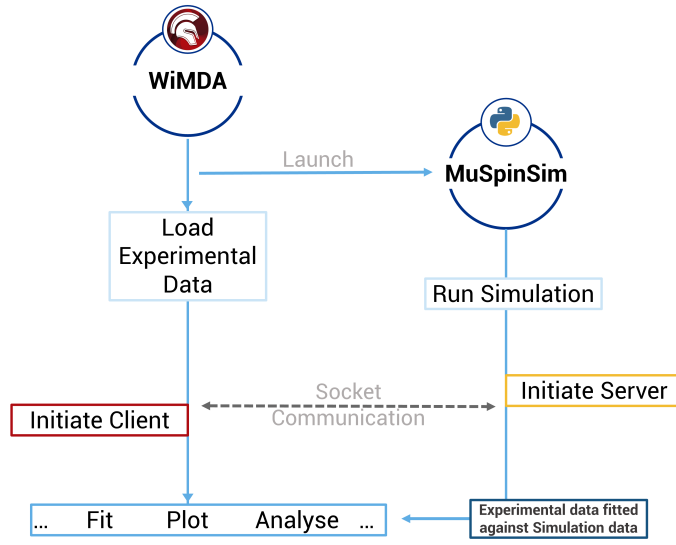 WiMDA
Launch
MuSpinSim
Load
Experimental
Data
Run Simulation
Socket
Communication
Initiate Client
Initiate Server
... Fit Plot Analyse ...
Experimental data fitted
against Simulation data